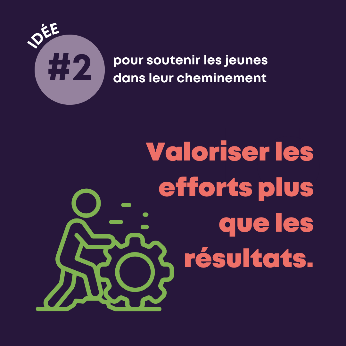 IDÉE
#2
pour soutenir les jeunes
dans leur cheminement
Valoriser les
efforts plus
que les
résultats.